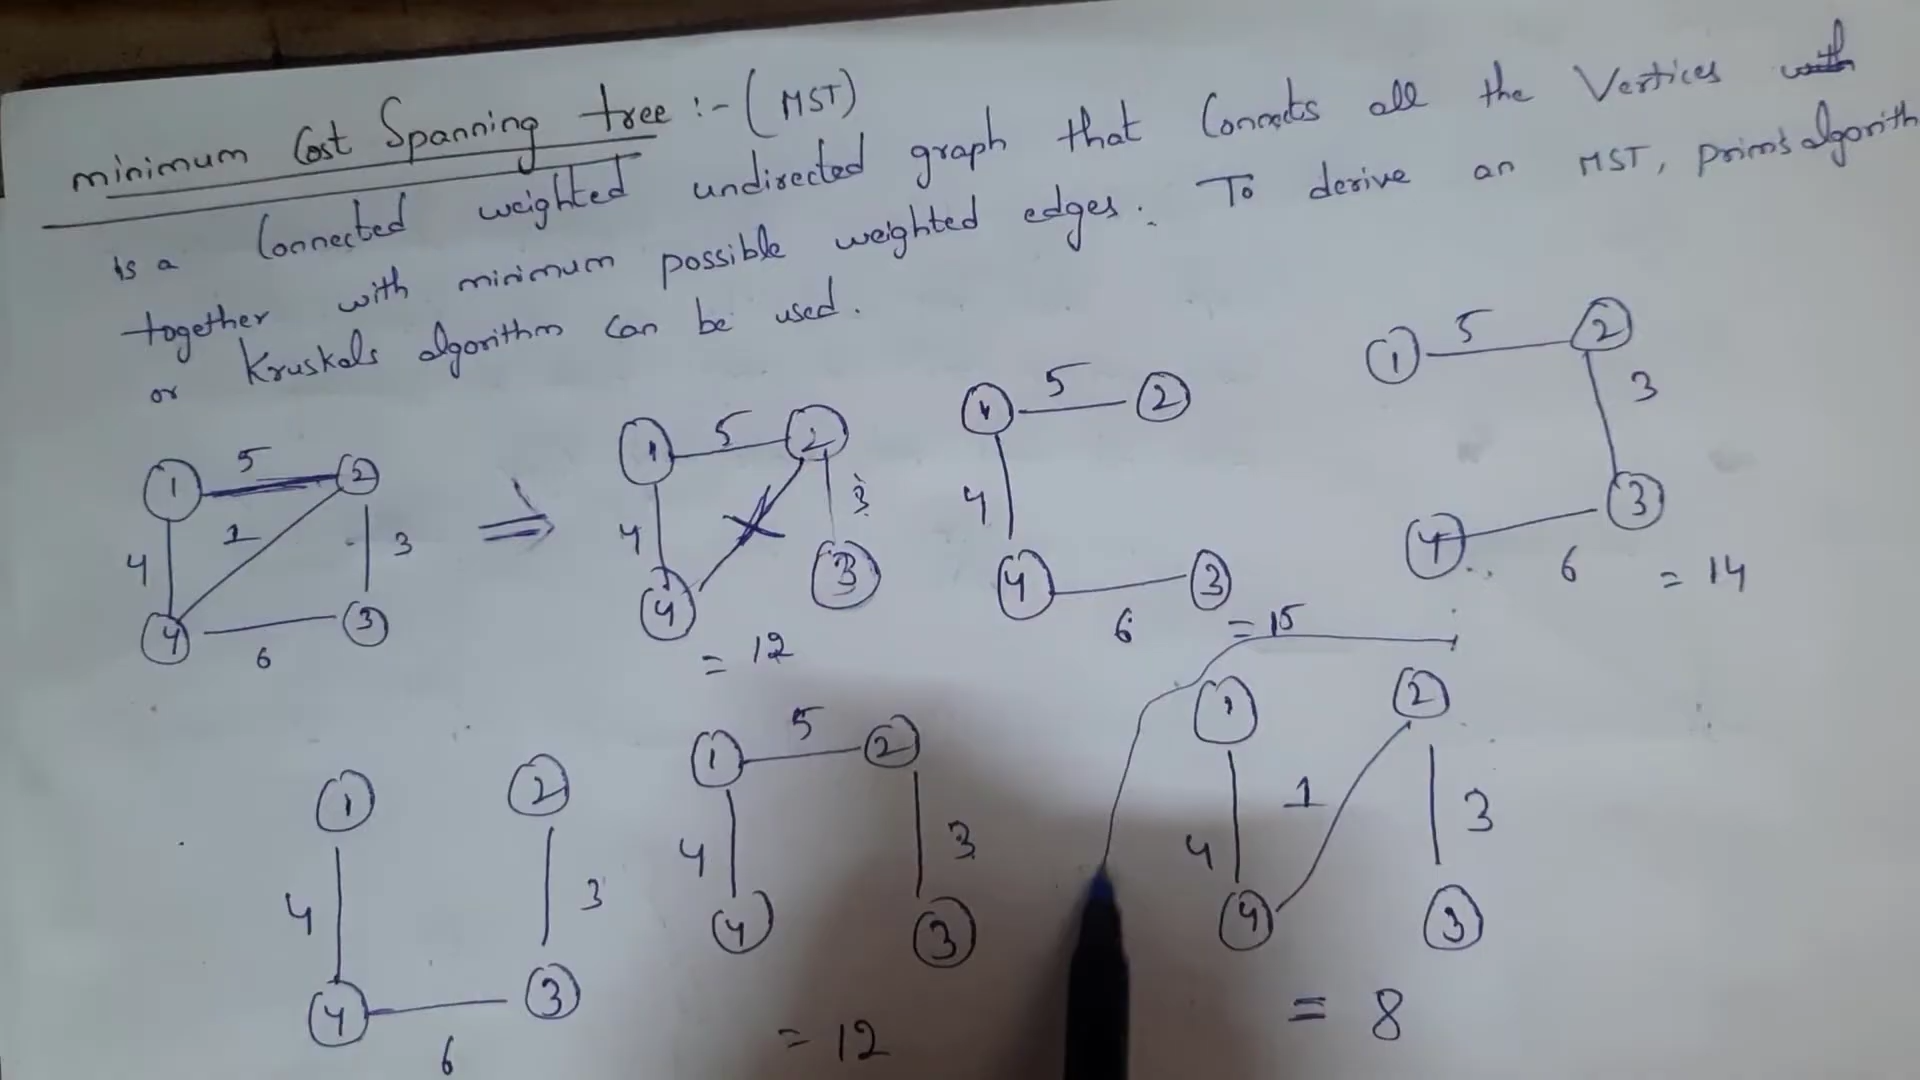 minimum Cost Spanning tree :- (MST)
is a Connected weighted undirected graph that Connects all the Vertices with
together with minimum possible weighted edges. To derive an MST, prim's algorith
or Kruskals algorithm can be used.
1 5 2
4 1 3
4 6 3
1 5 2
4 3
4 3
= 12
1 5 2
4
4 6 3
= 15
1 5 2
3
4 6 3
= 14
1 2
4 3
4 6 3
1 5 2
4 3
4 3
= 12
1 2
4 1 3
4 3
= 8